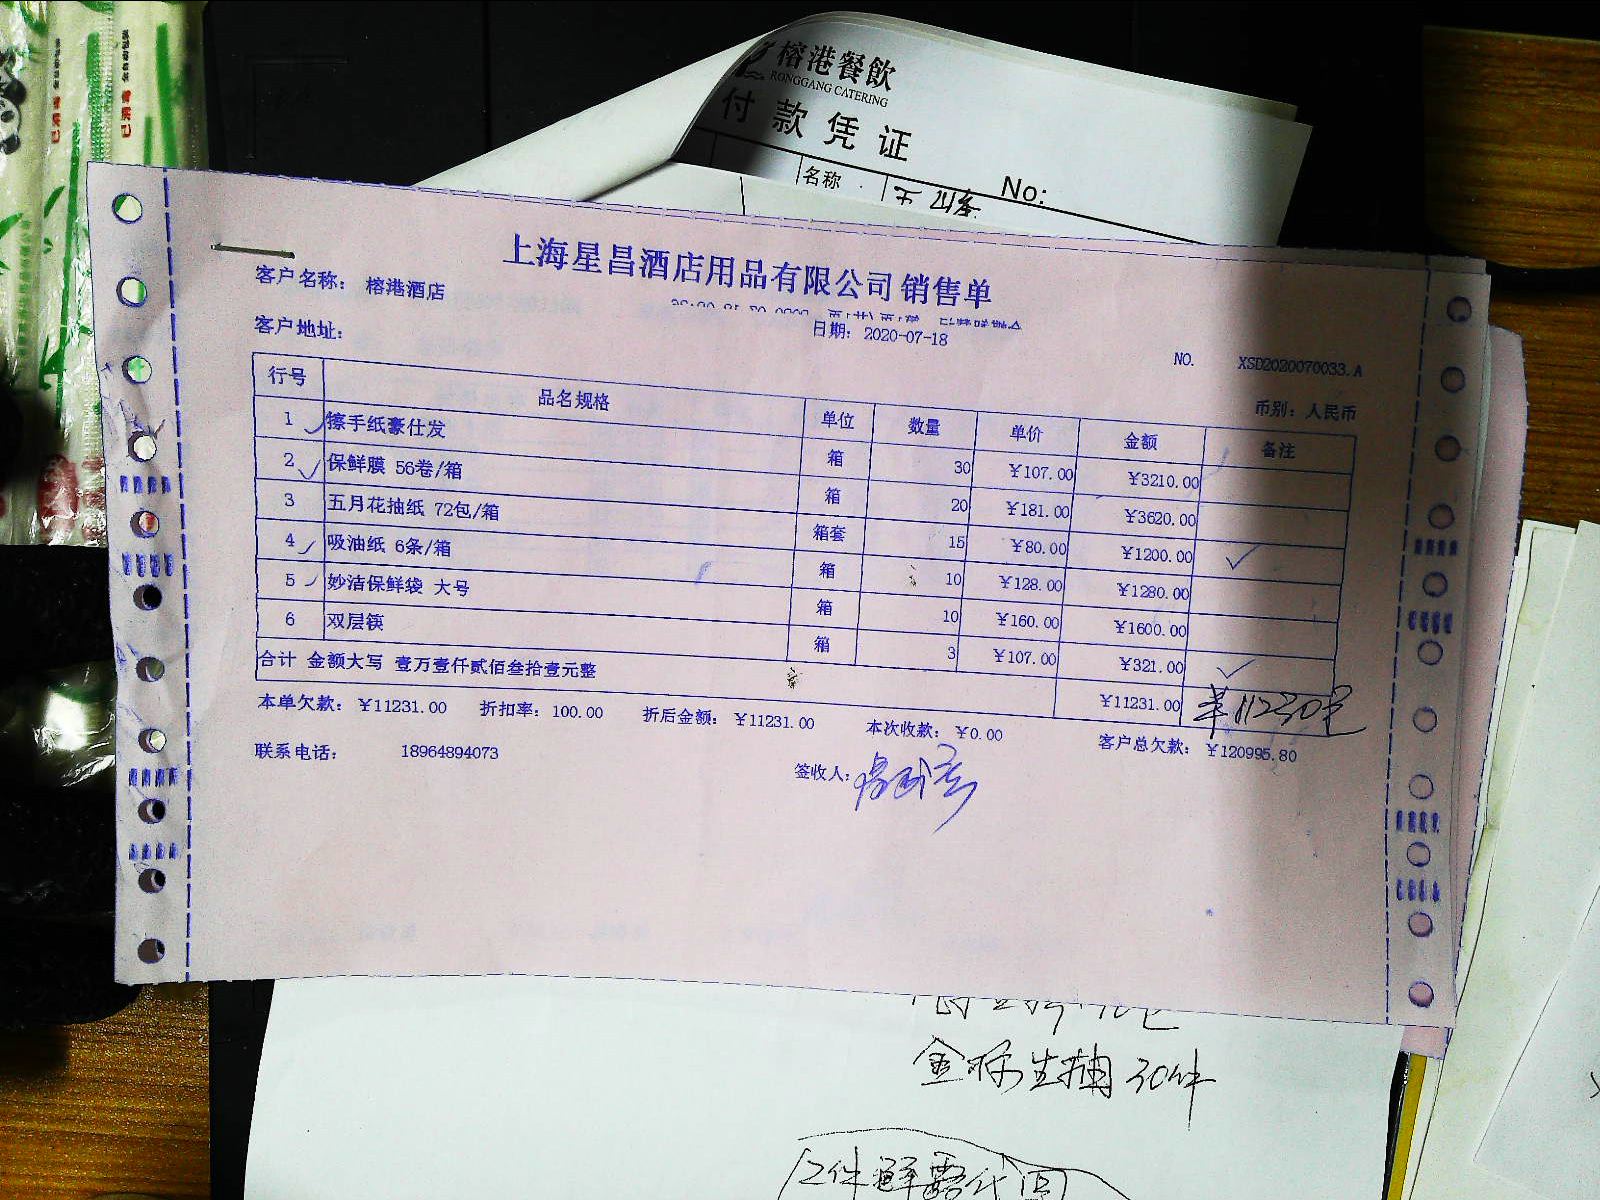 榕港餐飲
RONGGANG CATERING
付款凭证
名称
No:
上海星昌酒店用品有限公司 销售单
客户名称: 榕港酒店
客户地址:
日期: 2020-07-18
NO. XSD2020070033.A
币别: 人民币
行号 品名规格 单位 数量 单价 金额 备注
1 擦手纸豪仕发 箱 30 ¥107.00 ¥3210.00
2 保鲜膜 56卷/箱 箱 20 ¥181.00 ¥3620.00
3 五月花抽纸 72包/箱 箱套 15 ¥80.00 ¥1200.00
4 吸油纸 6条/箱 箱 10 ¥128.00 ¥1280.00
5 妙洁保鲜袋 大号 箱 10 ¥160.00 ¥1600.00
6 双层筷 箱 3 ¥107.00 ¥321.00
合计 金额大写 壹万壹仟贰佰叁拾壹元整 ¥11231.00
本单欠款: ¥11231.00 折扣率: 100.00 折后金额: ¥11231.00 本次收款: ¥0.00 客户总欠款: ¥120995.80
联系电话: 18964894073
签收人:
30件